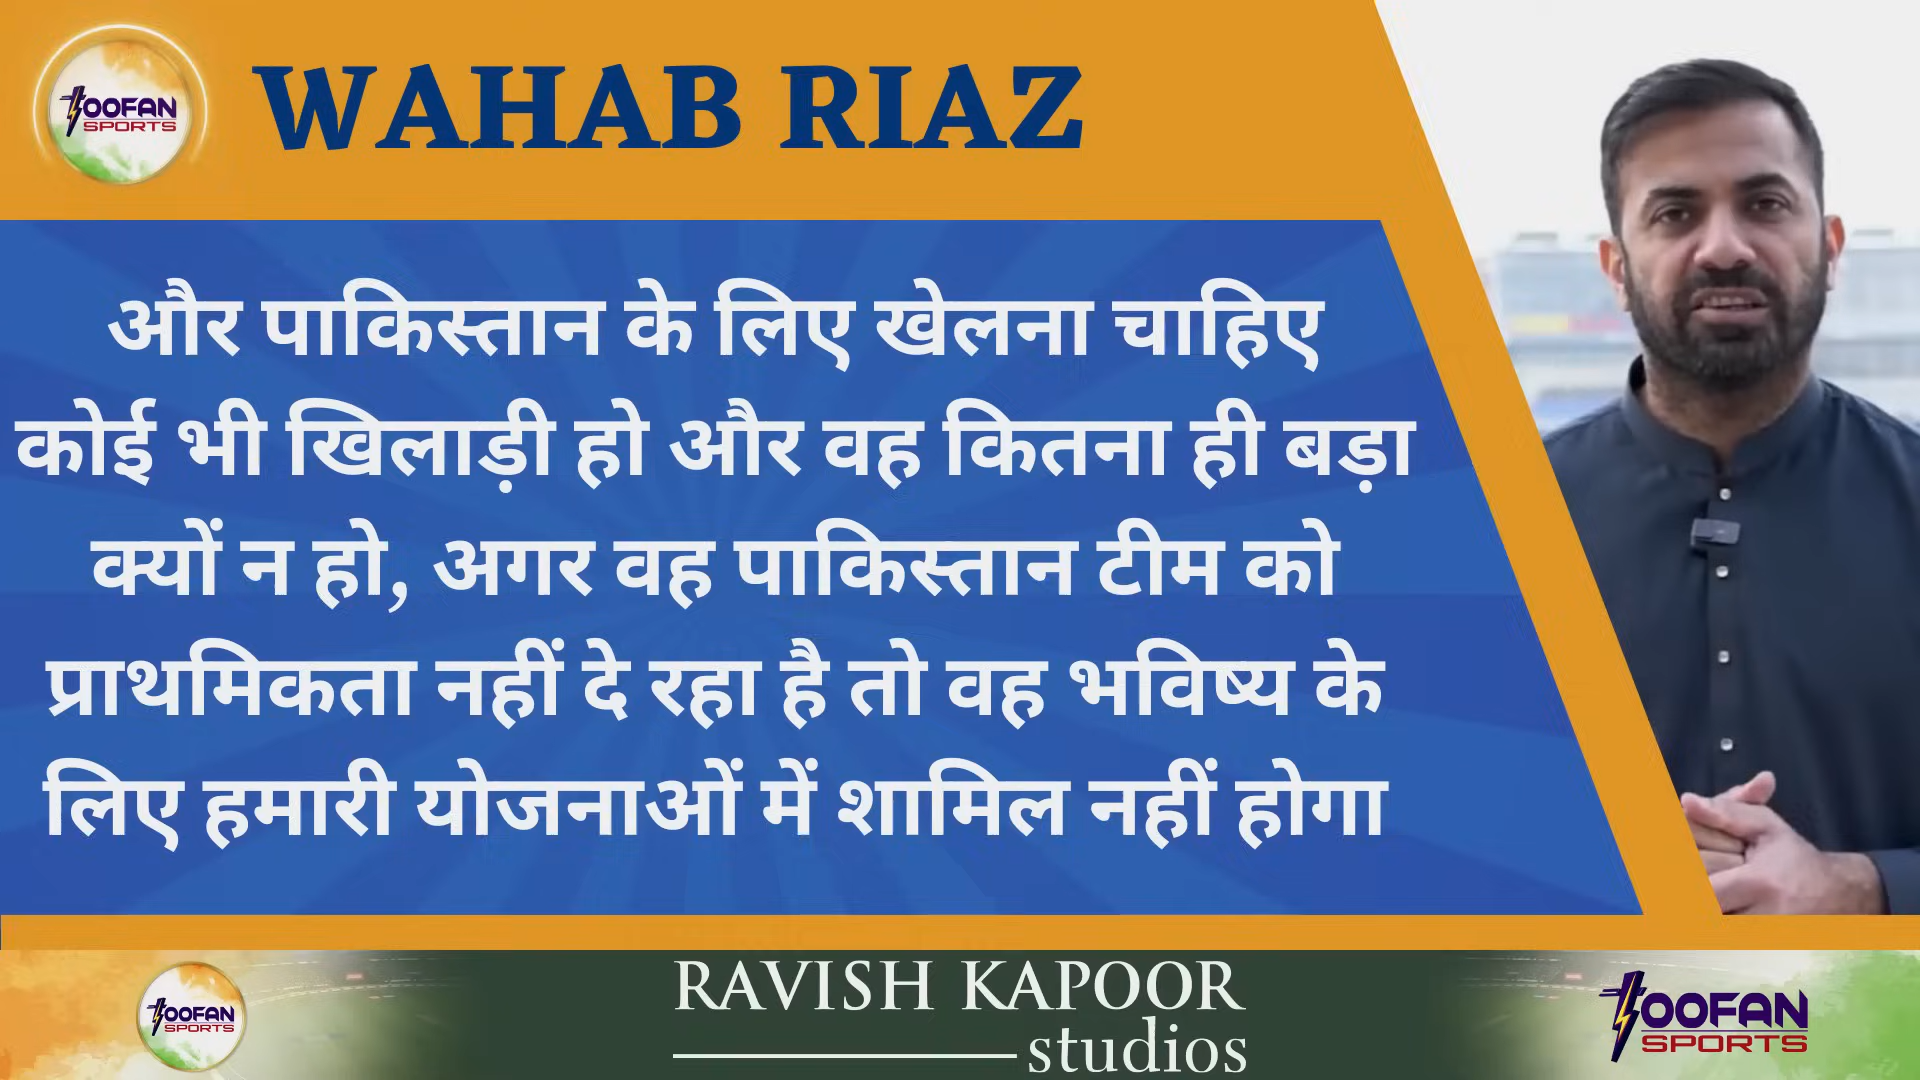 TOOFAN
SPORTS
WAHAB RIAZ
और पाकिस्तान के लिए खेलना चाहिए
कोई भी खिलाड़ी हो और वह कितना ही बड़ा
क्यों न हो, अगर वह पाकिस्तान टीम को
प्राथमिकता नहीं दे रहा है तो वह भविष्य के
लिए हमारी योजनाओं में शामिल नहीं होगा
TOOFAN
SPORTS
RAVISH KAPOOR
studios
TOOFAN
SPORTS